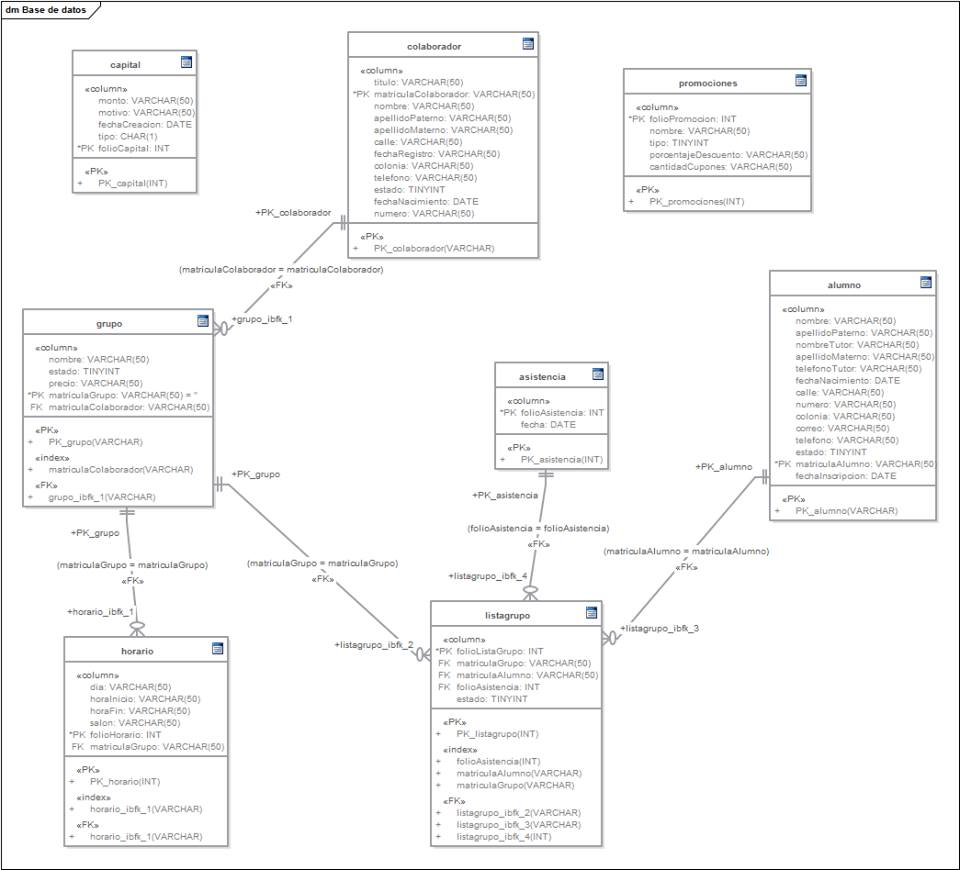 dm Base de datos
capital
«column»
monto: VARCHAR(50)
motivo: VARCHAR(50)
fechaCreacion: DATE
tipo: CHAR(1)
*PK folioCapital: INT
«PK»
+ PK_capital(INT)
colaborador
«column»
titulo: VARCHAR(50)
*PK matriculaColaborador: VARCHAR(50)
nombre: VARCHAR(50)
apellidoPaterno: VARCHAR(50)
apellidoMaterno: VARCHAR(50)
calle: VARCHAR(50)
fechaRegistro: VARCHAR(50)
colonia: VARCHAR(50)
telefono: VARCHAR(50)
estado: TINYINT
fechaNacimiento: DATE
numero: VARCHAR(50)
«PK»
+ PK_colaborador(VARCHAR)
promociones
«column»
*PK folioPromocion: INT
nombre: VARCHAR(50)
tipo: TINYINT
porcentajeDescuento: VARCHAR(50)
cantidadCupones: VARCHAR(50)
«PK»
+ PK_promociones(INT)
+PK_colaborador
(matriculaColaborador = matriculaColaborador)
«FK»
+grupo_ibfk_1
grupo
«column»
nombre: VARCHAR(50)
estado: TINYINT
precio: VARCHAR(50)
*PK matriculaGrupo: VARCHAR(50) = ''
FK matriculaColaborador: VARCHAR(50)
«PK»
+ PK_grupo(VARCHAR)
«index»
+ matriculaColaborador(VARCHAR)
«FK»
+ grupo_ibfk_1(VARCHAR)
asistencia
«column»
*PK folioAsistencia: INT
fecha: DATE
«PK»
+ PK_asistencia(INT)
alumno
«column»
nombre: VARCHAR(50)
apellidoPaterno: VARCHAR(50)
nombreTutor: VARCHAR(50)
apellidoMaterno: VARCHAR(50)
telefonoTutor: VARCHAR(50)
fechaNacimiento: DATE
calle: VARCHAR(50)
numero: VARCHAR(50)
colonia: VARCHAR(50)
correo: VARCHAR(50)
telefono: VARCHAR(50)
estado: TINYINT
*PK matriculaAlumno: VARCHAR(50)
fechaInscripcion: DATE
«PK»
+ PK_alumno(VARCHAR)
+PK_grupo
(matriculaGrupo = matriculaGrupo)
«FK»
+horario_ibfk_1
+PK_grupo
(matriculaGrupo = matriculaGrupo)
«FK»
+listagrupo_ibfk_2
+PK_asistencia
(folioAsistencia = folioAsistencia)
«FK»
+listagrupo_ibfk_4
+PK_alumno
(matriculaAlumno = matriculaAlumno)
«FK»
+listagrupo_ibfk_3
horario
«column»
dia: VARCHAR(50)
horaInicio: VARCHAR(50)
horaFin: VARCHAR(50)
salon: VARCHAR(50)
*PK folioHorario: INT
FK matriculaGrupo: VARCHAR(50)
«PK»
+ PK_horario(INT)
«index»
+ horario_ibfk_1(VARCHAR)
«FK»
+ horario_ibfk_1(VARCHAR)
listagrupo
«column»
*PK folioListaGrupo: INT
FK matriculaGrupo: VARCHAR(50)
FK matriculaAlumno: VARCHAR(50)
FK folioAsistencia: INT
estado: TINYINT
«PK»
+ PK_listagrupo(INT)
«index»
+ folioAsistencia(INT)
+ matriculaAlumno(VARCHAR)
+ matriculaGrupo(VARCHAR)
«FK»
+ listagrupo_ibfk_2(VARCHAR)
+ listagrupo_ibfk_3(VARCHAR)
+ listagrupo_ibfk_4(INT)